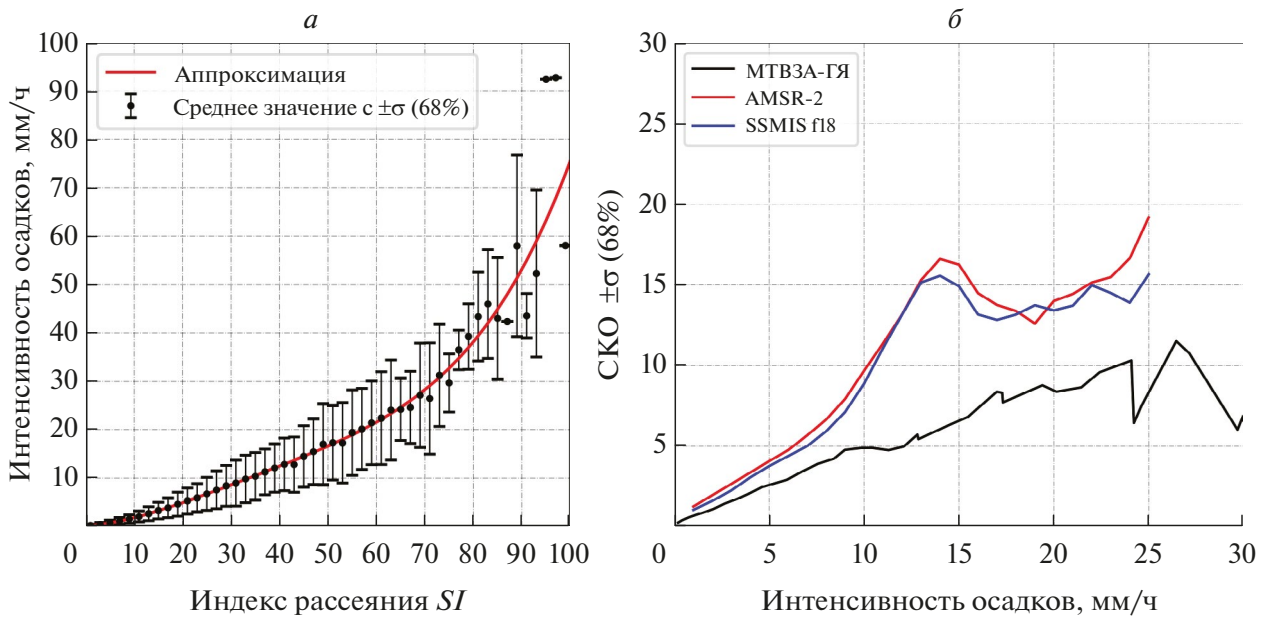 а
Интенсивность осадков, мм/ч
100
90
80
70
60
50
40
30
20
10
Аппроксимация
Среднее значение с ±σ (68%)
0 10 20 30 40 50 60 70 80 90 100
Индекс рассеяния SI
б
СКО ±σ (68%)
30
25
20
15
10
5
МТВЗА-ГЯ
AMSR-2
SSMIS f18
0 5 10 15 20 25 30
Интенсивность осадков, мм/ч